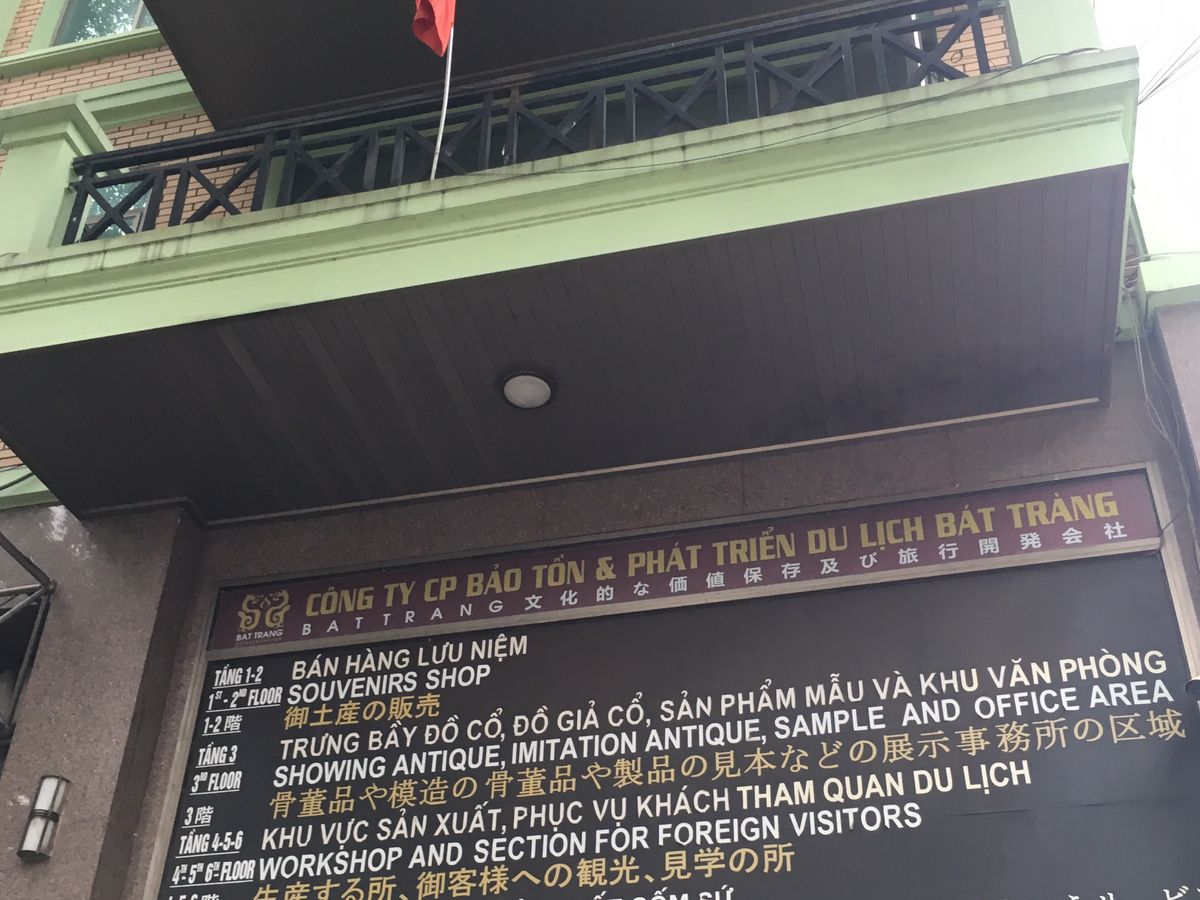 CÔNG TY CP BẢO TỒN & PHÁT TRIỂN DU LỊCH BÁT TRÀNG
BAT TRANG 文化的な価値保存及び旅行開発会社
BAT TRANG
TẦNG 1-2 BÁN HÀNG LƯU NIỆM
1ST - 2ND FLOOR SOUVENIRS SHOP
1-2 階 御土産の販売
TẦNG 3 TRƯNG BẦY ĐỒ CỔ, ĐỒ GIẢ CỔ, SẢN PHẨM MẪU VÀ KHU VĂN PHÒNG
3RD FLOOR SHOWING ANTIQUE, IMITATION ANTIQUE, SAMPLE AND OFFICE AREA
3 階 骨董品や模造の骨董品や製品の見本などの展示事務所の区域
TẦNG 4-5-6 KHU VỰC SẢN XUẤT, PHỤC VỤ KHÁCH THAM QUAN DU LỊCH
4TH 5TH 6TH FLOOR WORKSHOP AND SECTION FOR FOREIGN VISITORS
生産する所、御客様への観光、見学の所
GỐM SỨ